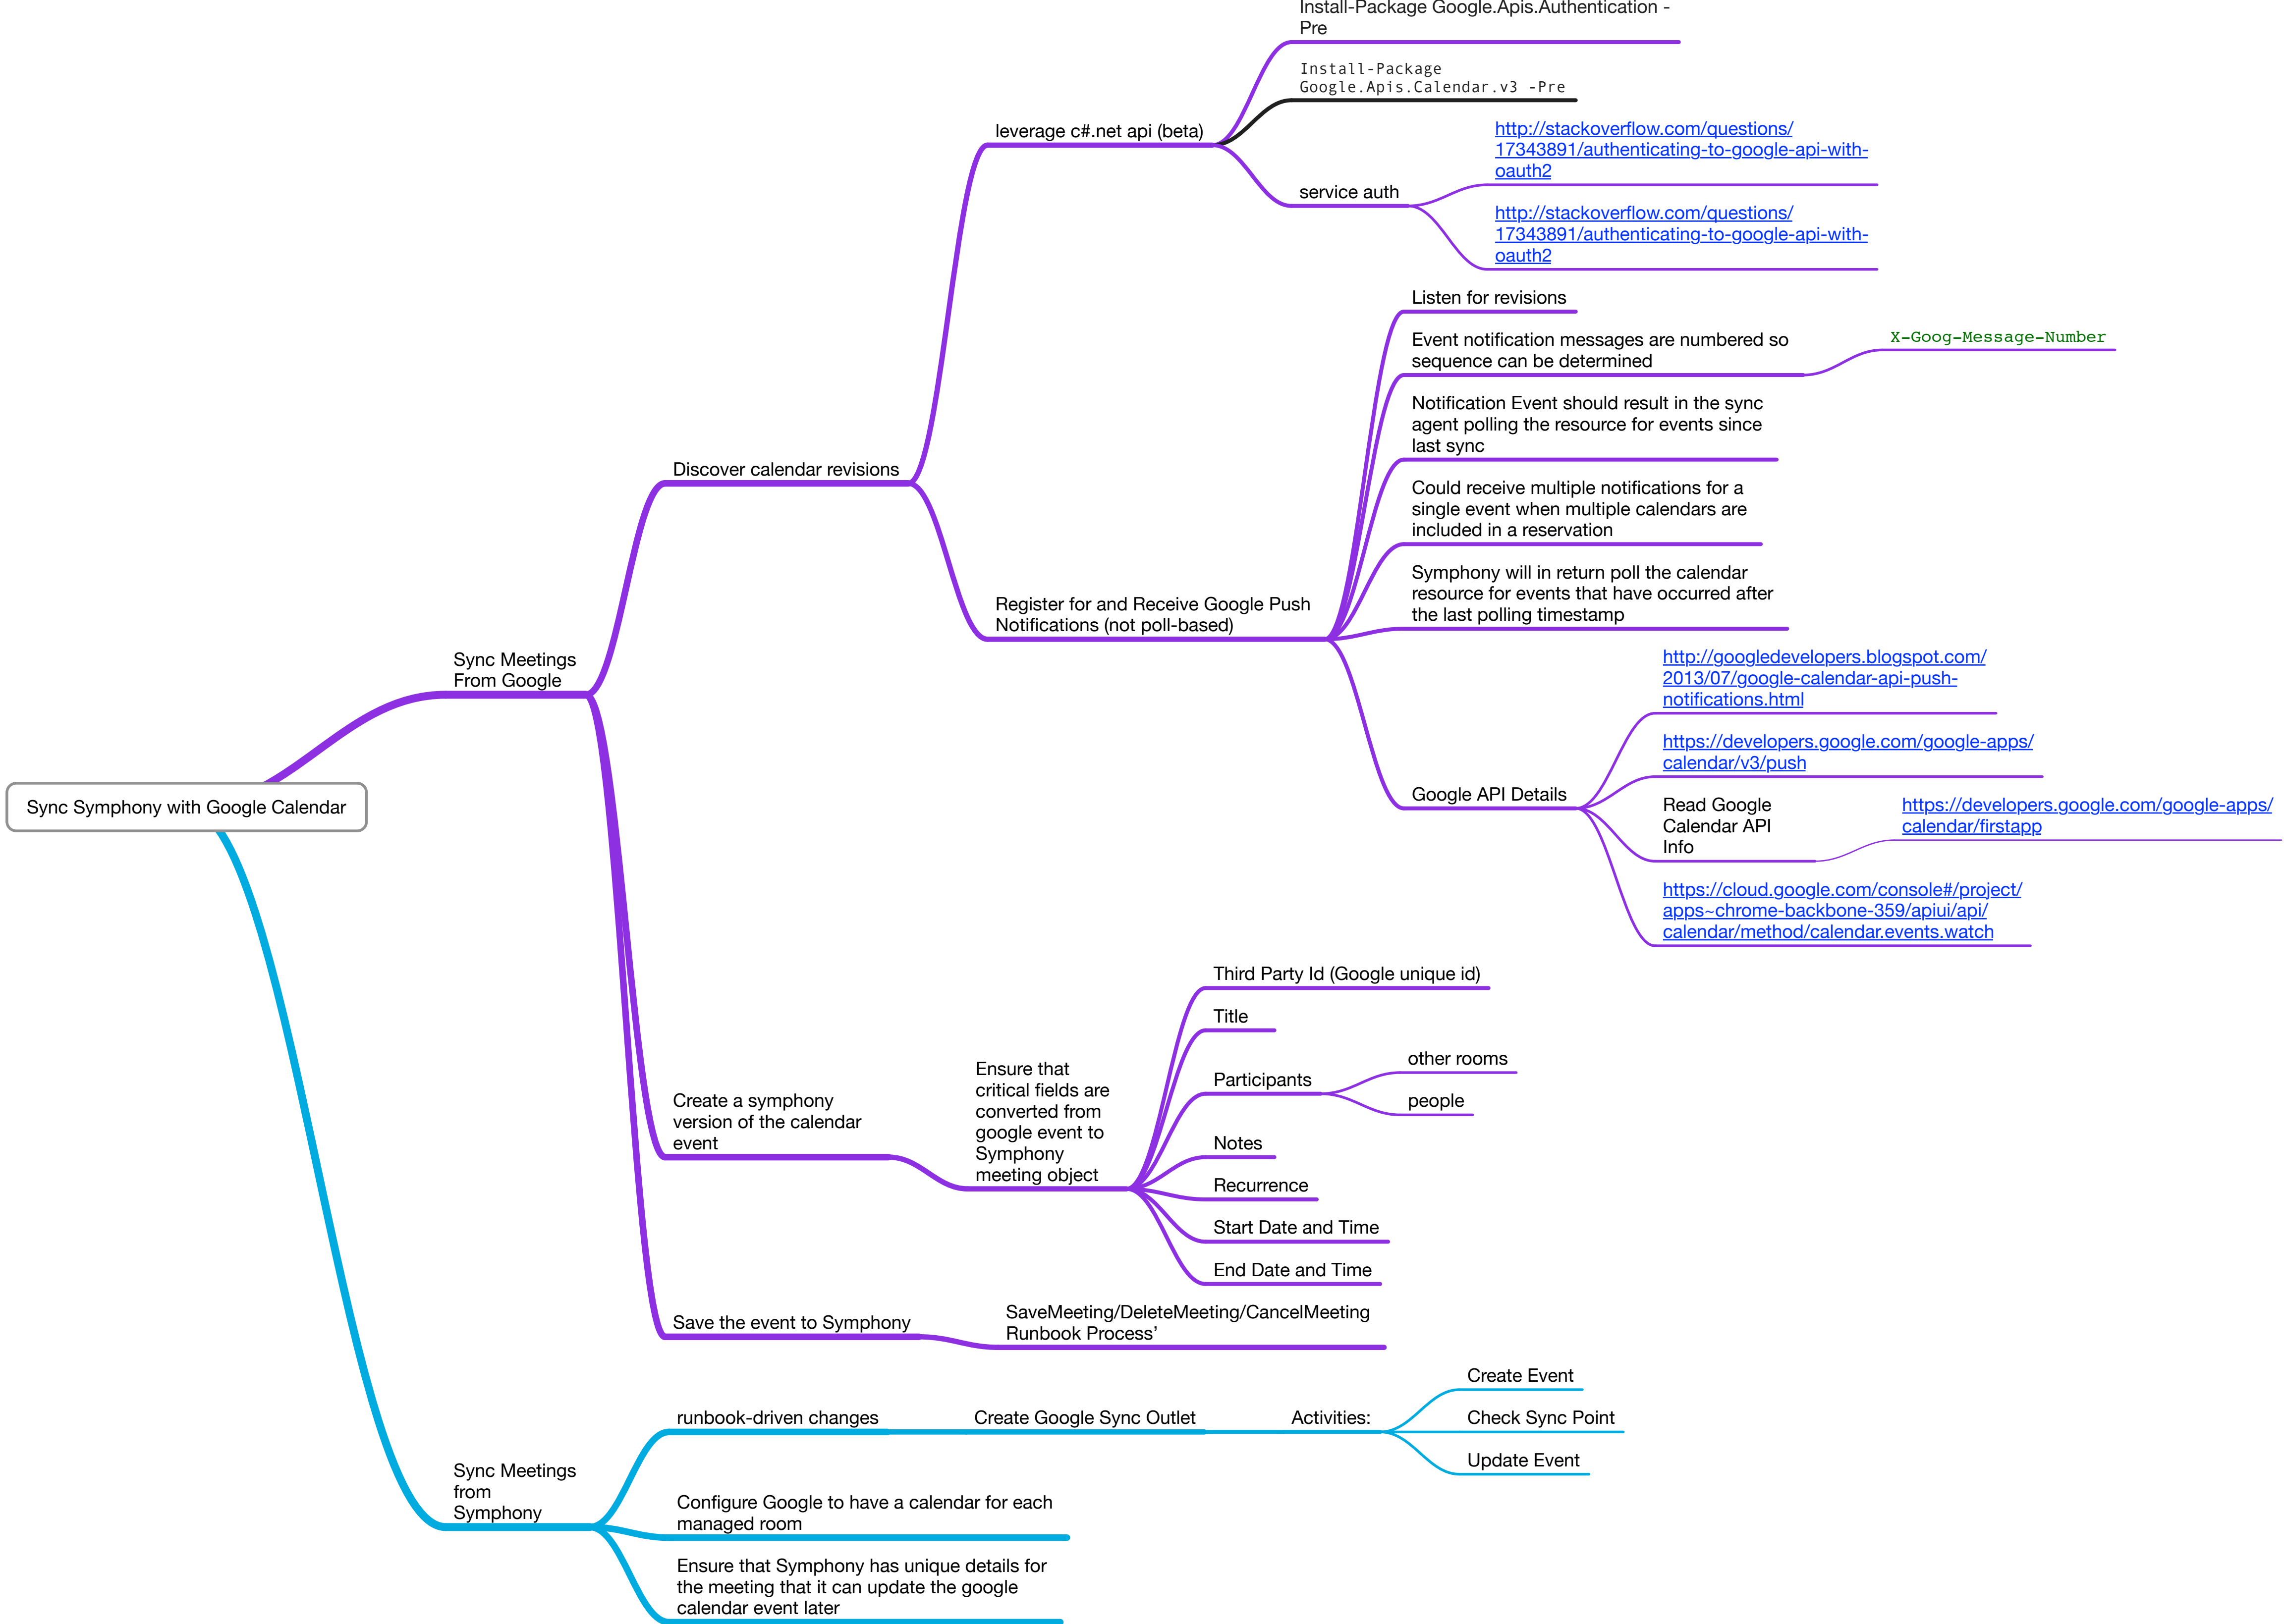 Install-Package Google.Apis.Authentication -
Pre
Install-Package
Google.Apis.Calendar.v3 -Pre
leverage c#.net api (beta)
http://stackoverflow.com/questions/
17343891/authenticating-to-google-api-with-
oauth2
service auth
http://stackoverflow.com/questions/
17343891/authenticating-to-google-api-with-
oauth2
Discover calendar revisions
Listen for revisions
Event notification messages are numbered so
sequence can be determined
X-Goog-Message-Number
Notification Event should result in the sync
agent polling the resource for events since
last sync
Could receive multiple notifications for a
single event when multiple calendars are
included in a reservation
Symphony will in return poll the calendar
resource for events that have occurred after
the last polling timestamp
Register for and Receive Google Push
Notifications (not poll-based)
http://googledevelopers.blogspot.com/
2013/07/google-calendar-api-push-
notifications.html
https://developers.google.com/google-apps/
calendar/v3/push
Google API Details
Read Google
Calendar API
Info
https://developers.google.com/google-apps/
calendar/firstapp
https://cloud.google.com/console#/project/
apps~chrome-backbone-359/apiui/api/
calendar/method/calendar.events.watch
Sync Meetings
From Google
Sync Symphony with Google Calendar
Third Party Id (Google unique id)
Title
Participants
other rooms
people
Create a symphony
version of the calendar
event
Ensure that
critical fields are
converted from
google event to
Symphony
meeting object
Notes
Recurrence
Start Date and Time
End Date and Time
Save the event to Symphony
SaveMeeting/DeleteMeeting/CancelMeeting
Runbook Process’
Sync Meetings
from
Symphony
runbook-driven changes
Create Google Sync Outlet
Activities:
Create Event
Check Sync Point
Update Event
Configure Google to have a calendar for each
managed room
Ensure that Symphony has unique details for
the meeting that it can update the google
calendar event later